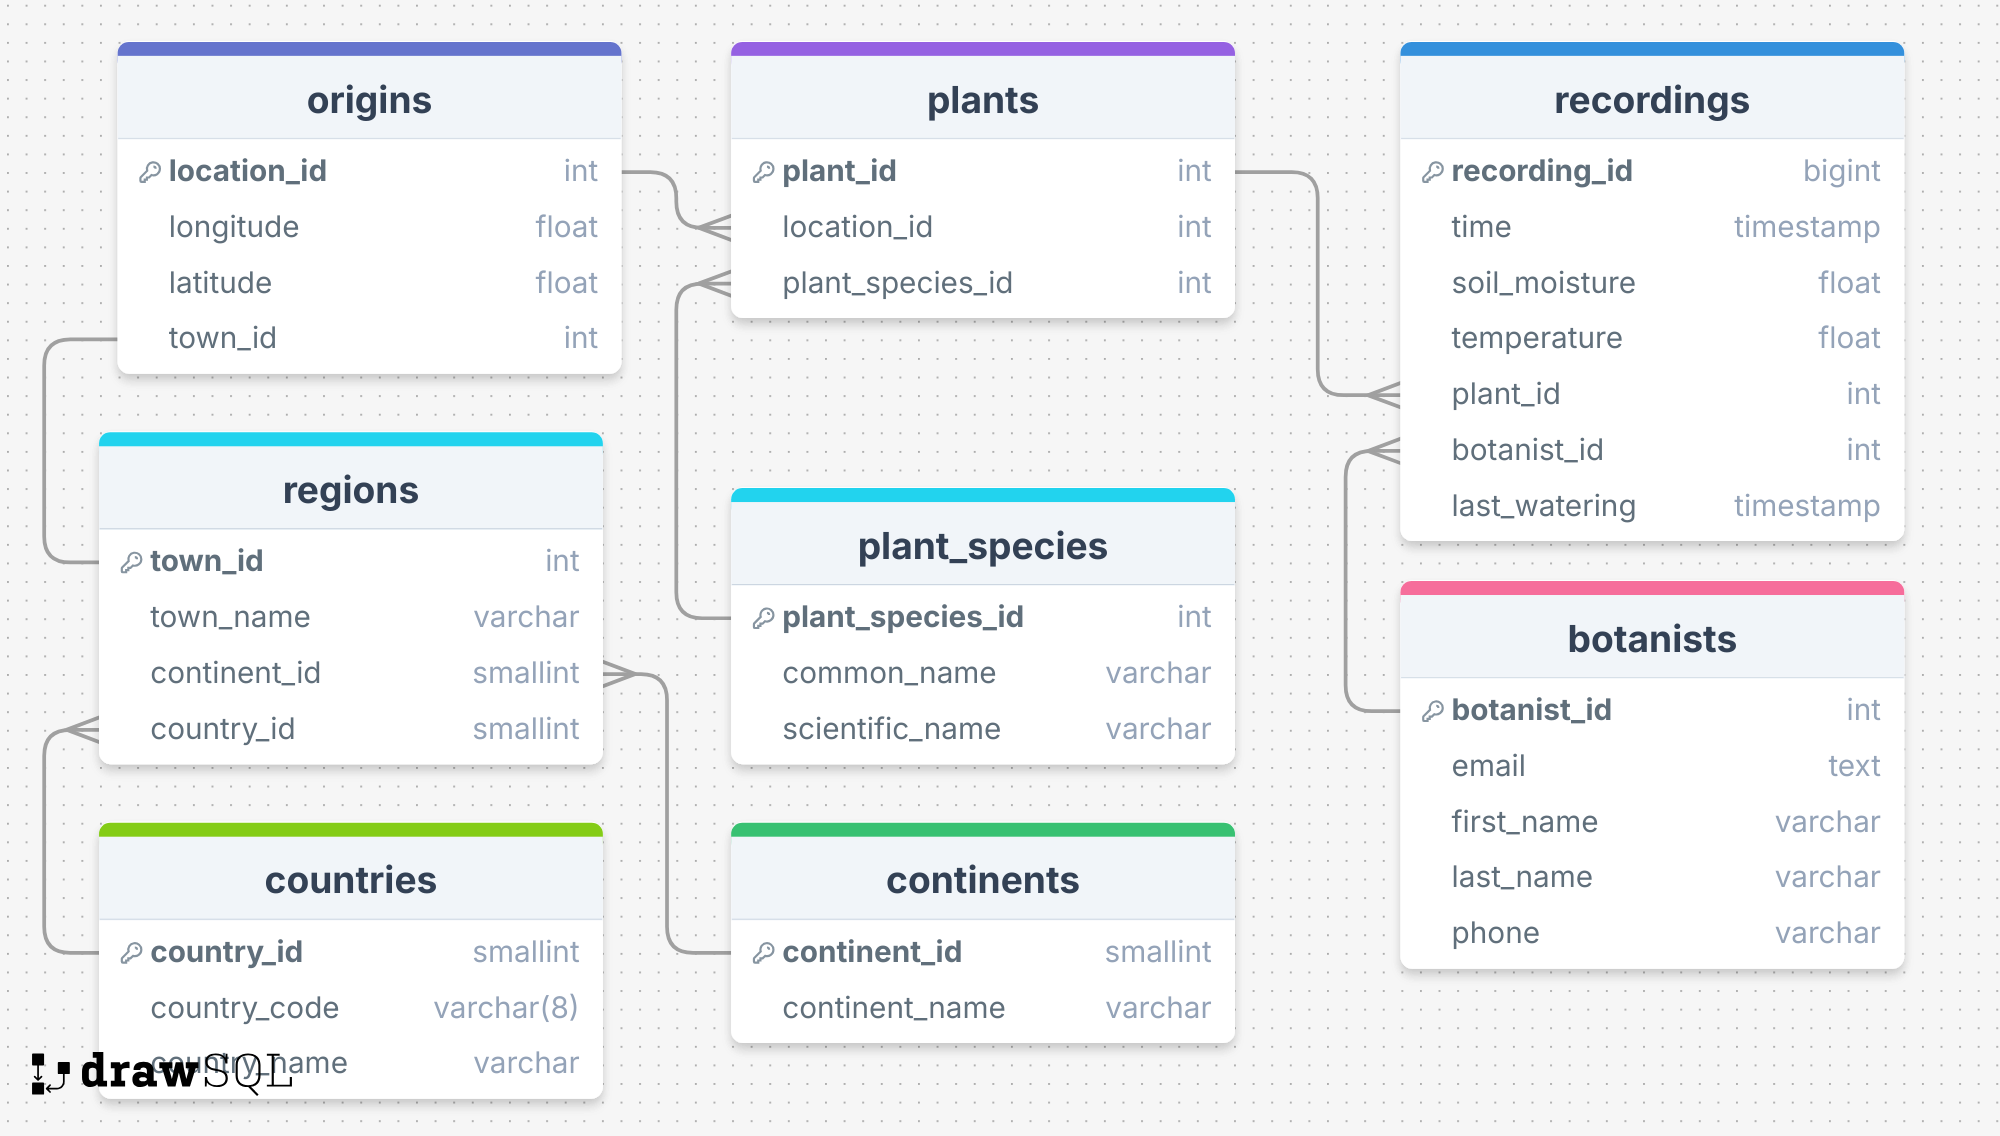 origins
location_id int
longitude float
latitude float
town_id int
plants
plant_id int
location_id int
plant_species_id int
recordings
recording_id bigint
time timestamp
soil_moisture float
temperature float
plant_id int
botanist_id int
last_watering timestamp
regions
town_id int
town_name varchar
continent_id smallint
country_id smallint
plant_species
plant_species_id int
common_name varchar
scientific_name varchar
botanists
botanist_id int
email text
first_name varchar
last_name varchar
phone varchar
countries
country_id smallint
country_code varchar(8)
country_name varchar
continents
continent_id smallint
continent_name varchar
drawSQL